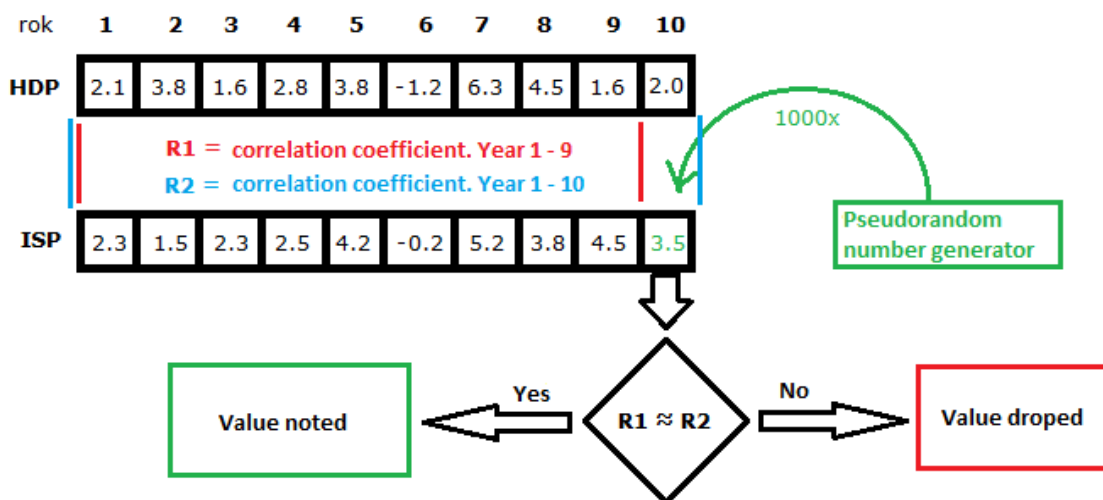 rok 1 2 3 4 5 6 7 8 9 10
HDP 2.1 3.8 1.6 2.8 3.8 -1.2 6.3 4.5 1.6 2.0
1000x
R1 = correlation coefficient. Year 1 - 9
R2 = correlation coefficient. Year 1 - 10
Pseudorandom
number generator
ISP 2.3 1.5 2.3 2.5 4.2 -0.2 5.2 3.8 4.5 3.5
Yes
No
Value noted
R1 ≈ R2
Value droped